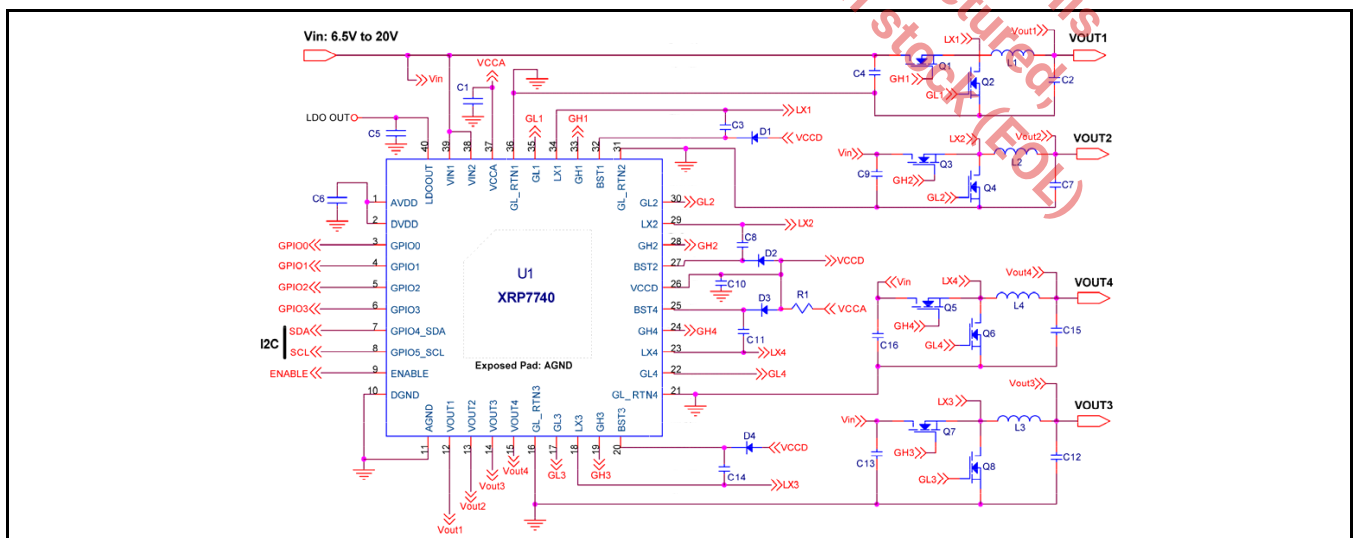 Vin: 6.5V to 20V
Vin
LDO OUT
C5
C1
VCCA
GL1
GH1
LX1
C3
D1
VCCD
C4
GH1
Q1
GL1
Q2
LX1
L1
Vout1
VOUT1
C2
40 39 38 37 36 35 34 33 32 31
LDOOUT
VIN1
VIN2
VCCA
GL_RTN1
GL1
LX1
GH1
BST1
GL_RTN2
Vin
C9
GH2
Q3
GL2
Q4
LX2
L2
Vout2
VOUT2
C7
C6
1 AVDD
2 DVDD
GPIO0 3 GPIO0
GPIO1 4 GPIO1
GPIO2 5 GPIO2
GPIO3 6 GPIO3
I2C
SDA 7 GPIO4_SDA
SCL 8 GPIO5_SCL
ENABLE 9 ENABLE
10 DGND
U1
XRP7740
Exposed Pad: AGND
GL2 30 GL2
LX2 29 LX2
C8
GH2 28 GH2
BST2 27
D2
VCCD
VCCD 26
C10
BST4 25
D3
R1
VCCA
GH4 24 GH4
C11
LX4 23 LX4
GL4 22 GL4
GL_RTN4 21
Vin
C16
GH4
Q5
GL4
Q6
LX4
L4
Vout4
VOUT4
C15
AGND
VOUT1
VOUT2
VOUT3
VOUT4
GL_RTN3
GL3
LX3
GH3
BST3
11 12 13 14 15 16 17 18 19 20
Vout1
Vout2
Vout3
Vout4
GL3
GH3
D4
VCCD
C14
LX3
Vin
C13
GH3
Q7
GL3
Q8
LX3
L3
Vout3
VOUT3
C12
stock (EOL)